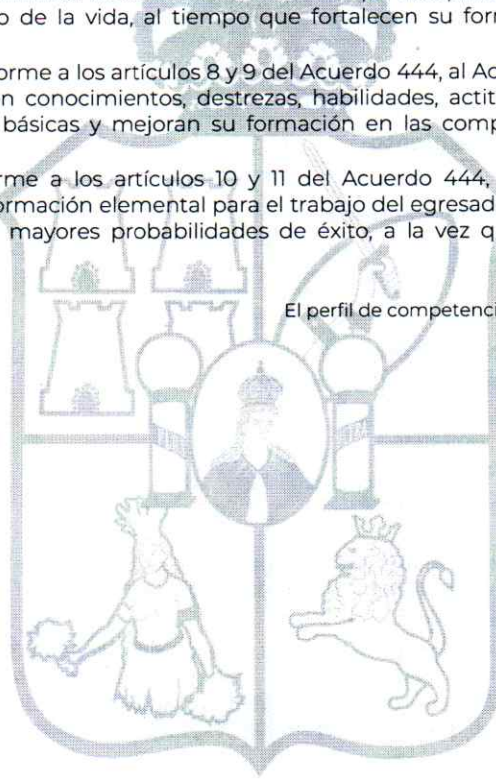 o de la vida, al tiempo que fortalecen su form
orme a los artículos 8 y 9 del Acuerdo 444, al Ac
n conocimientos, destrezas, habilidades, actit
básicas y mejoran su formación en las comp
rme a los artículos 10 y 11 del Acuerdo 444,
ormación elemental para el trabajo del egresad
mayores probabilidades de éxito, a la vez q
El perfil de competenci